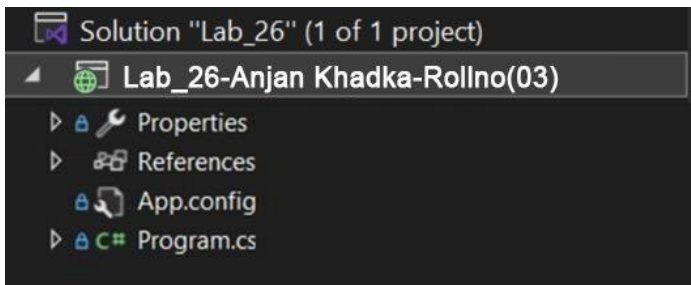 Solution "Lab_26" (1 of 1 project)
Lab_26-Anjan Khadka-Rollno(03)
Properties
References
App.config
C# Program.cs